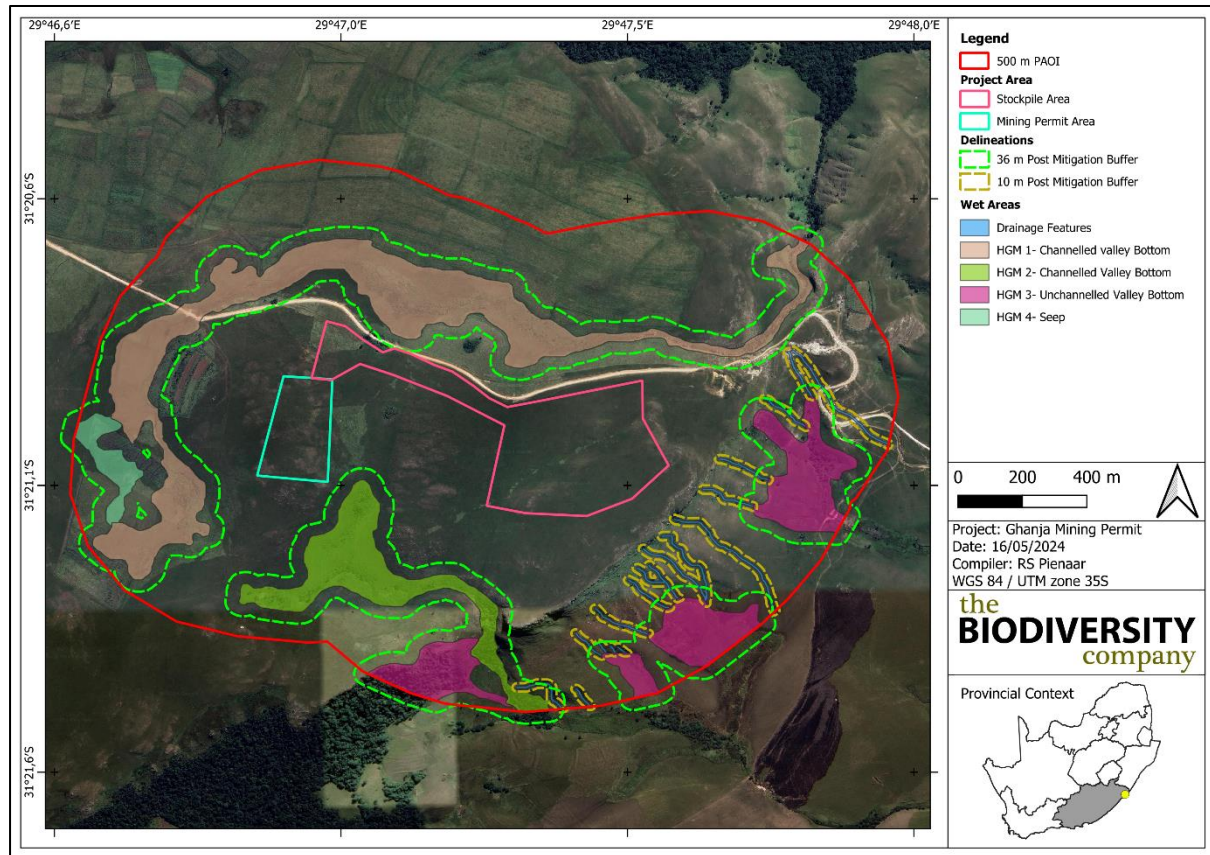 29°46,6'E
29°47,0'E
29°47,5'E
29°48,0'E
31°20,6'S
31°21,1'S
31°21,6'S
Legend
500 m PAOI
Project Area
Stockpile Area
Mining Permit Area
Delineations
36 m Post Mitigation Buffer
10 m Post Mitigation Buffer
Wet Areas
Drainage Features
HGM 1- Channelled valley Bottom
HGM 2- Channelled Valley Bottom
HGM 3- Unchannelled Valley Bottom
HGM 4- Seep
0 200 400 m
Project: Ghanja Mining Permit
Date: 16/05/2024
Compiler: RS Pienaar
WGS 84 / UTM zone 35S
the
BIODIVERSITY
company
Provincial Context